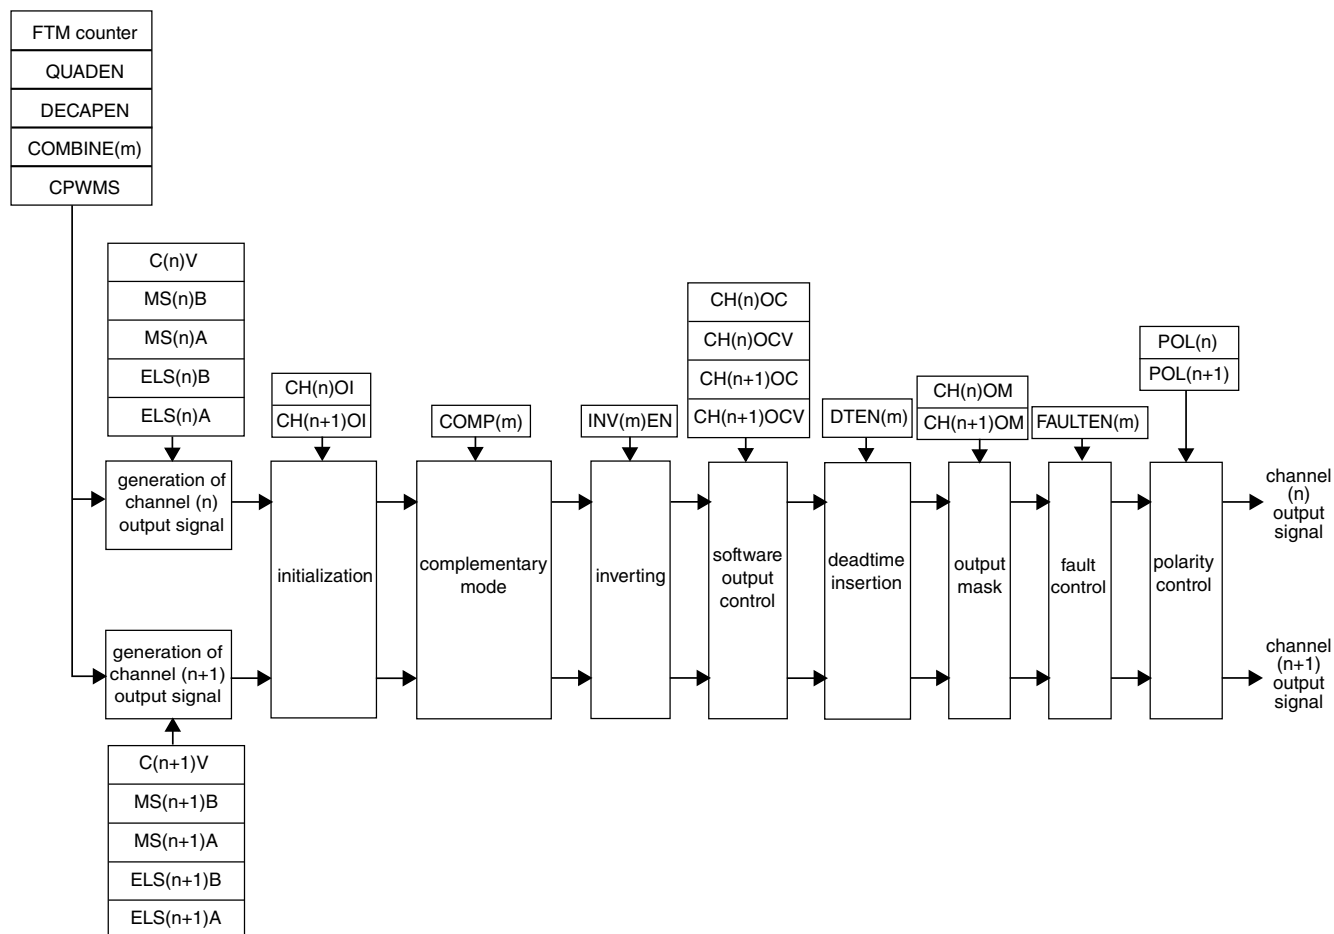 FTM counter
QUADEN
DECAPEN
COMBINE(m)
CPWMS
C(n)V
MS(n)B
MS(n)A
ELS(n)B
ELS(n)A
CH(n)OI
CH(n+1)OI
COMP(m)
INV(m)EN
CH(n)OC
CH(n)OCV
CH(n+1)OC
CH(n+1)OCV
DTEN(m)
CH(n)OM
CH(n+1)OM
FAULTEN(m)
POL(n)
POL(n+1)
generation of
channel (n)
output signal
initialization
complementary
mode
inverting
software
output
control
deadtime
insertion
output
mask
fault
control
polarity
control
channel
(n)
output
signal
generation of
channel (n+1)
output signal
channel
(n+1)
output
signal
C(n+1)V
MS(n+1)B
MS(n+1)A
ELS(n+1)B
ELS(n+1)A